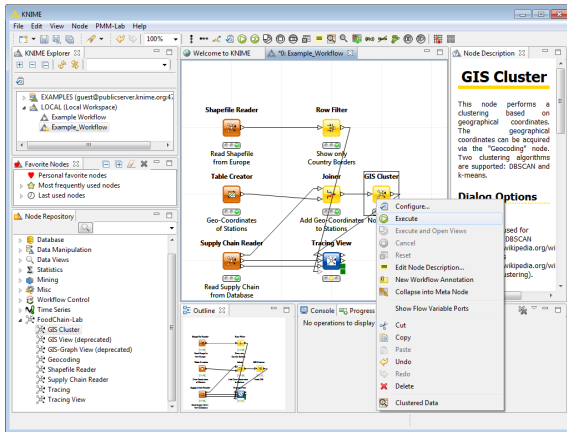 KNIME
File Edit View Node PMM-Lab Help
100%
KNIME Explorer
Welcome to KNIME
*0: Example_Workflow
Node Description
EXAMPLES (guest@publicserver.knime.org:47
LOCAL (Local Workspace)
Example Workflow
Example_Workflow
Favorite Nodes
Personal favorite nodes
Most frequently used nodes
Last used nodes
Node Repository
Database
Data Manipulation
Data Views
Statistics
Mining
Misc
Workflow Control
Time Series
FoodChain-Lab
GIS Cluster
GIS View (deprecated)
GIS-Graph View (deprecated)
Geocoding
Shapefile Reader
Supply Chain Reader
Tracing
Tracing View
Shapefile Reader
Row Filter
Read Shapefile
from Europe
Show only
Country Borders
Table Creator
Joiner
GIS Cluster
Geo-Coordinates
of Stations
Add Geo-Coordinates
to Stations
Supply Chain Reader
Tracing View
Read Supply Chain
from Database
Configure...
Execute
Execute and Open Views
Cancel
Reset
Edit Node Description...
New Workflow Annotation
Collapse into Meta Node
Show Flow Variable Ports
Cut
Copy
Paste
Undo
Redo
Delete
Clustered Data
GIS Cluster
This node performs a
clustering based on
geographical coordinates.
The geographical
coordinates can be acquired
via the "Geocoding" node.
Two clustering algorithms
are supported: DBSCAN and
k-means.
Dialog Options
used for
DBSCAN
wikipedia.org/wi
wikipedia.org/wi
stering).
Outline
Console
Progress
No operations to display